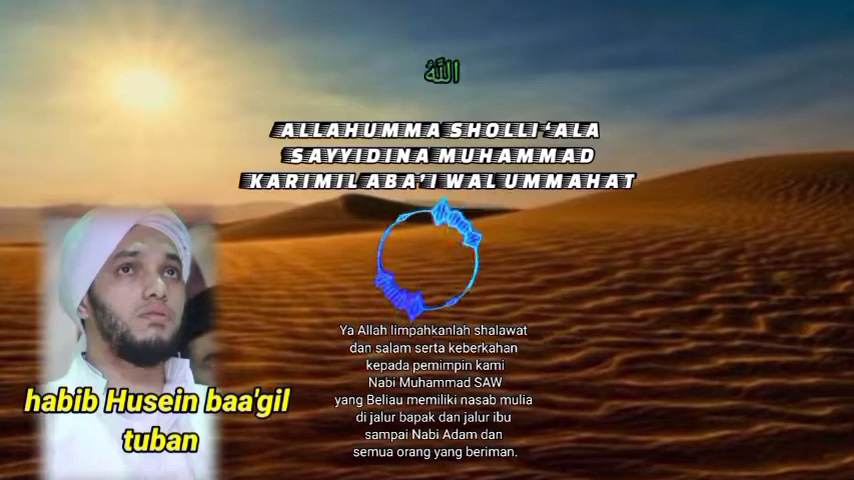 الله
ALLAHUMMA SHOLLI 'ALA
SAYYIDINA MUHAMMAD
KARIMIL ABA'I WAL UMMAHAT
Ya Allah limpahkanlah shalawat
dan salam serta keberkahan
kepada pemimpin kami
Nabi Muhammad SAW
yang Beliau memiliki nasab mulia
di jalur bapak dan jalur ibu
sampai Nabi Adam dan
semua orang yang beriman.
habib Husein baa'gil
tuban